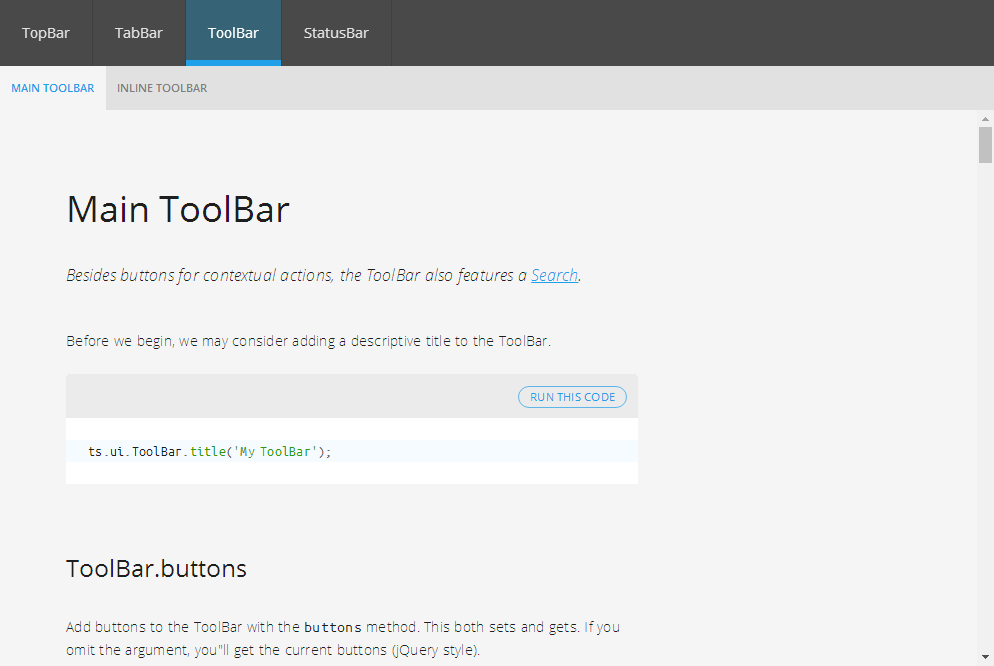 TopBar TabBar ToolBar StatusBar
MAIN TOOLBAR INLINE TOOLBAR
Main ToolBar
Besides buttons for contextual actions, the ToolBar also features a Search.
Before we begin, we may consider adding a descriptive title to the ToolBar.
RUN THIS CODE
ts.ui.ToolBar.title('My ToolBar');
ToolBar.buttons
Add buttons to the ToolBar with the buttons method. This both sets and gets. If you
omit the argument, you"ll get the current buttons (jQuery style).